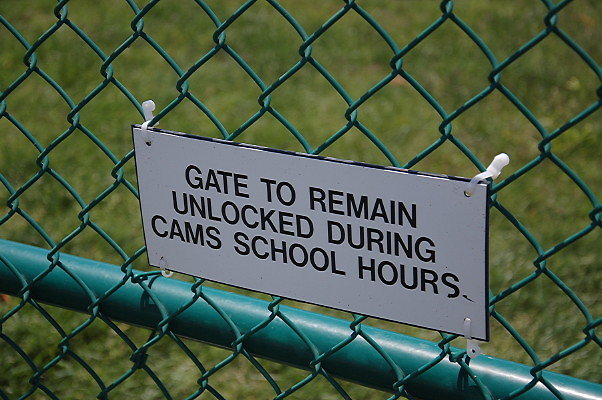 GATE TO REMAIN
UNLOCKED DURING
CAMS SCHOOL HOURS.